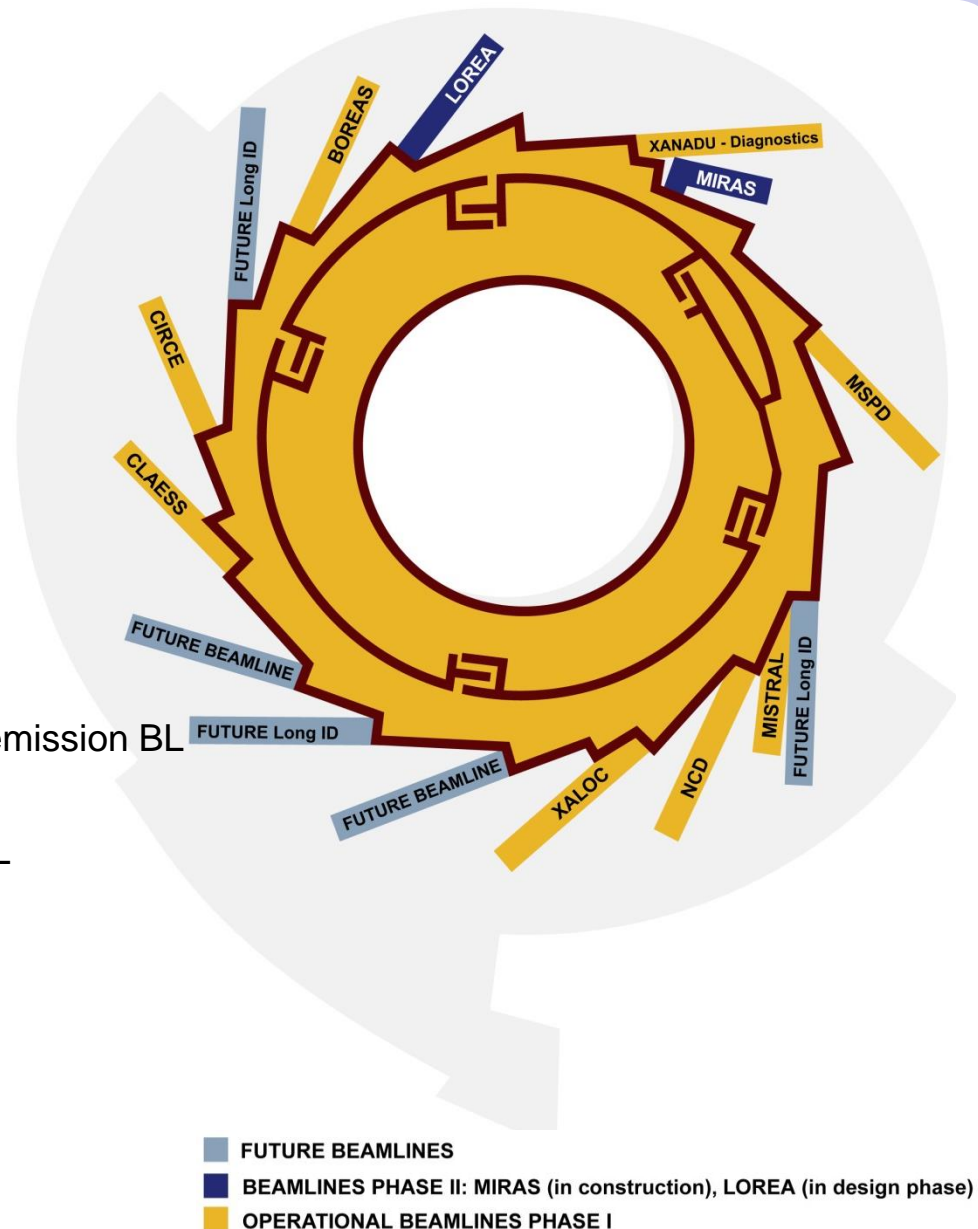 LOREA
BOREAS
XANADU - Diagnostics
FUTURE Long ID
MIRAS
CIRCE
MSPD
CLAESS
FUTURE BEAMLINE
MISTRAL
FUTURE Long ID
emission BL
FUTURE Long ID
NCD
FUTURE BEAMLINE
XALOC
FUTURE BEAMLINES
BEAMLINES PHASE II: MIRAS (in construction), LOREA (in design phase)
OPERATIONAL BEAMLINES PHASE I